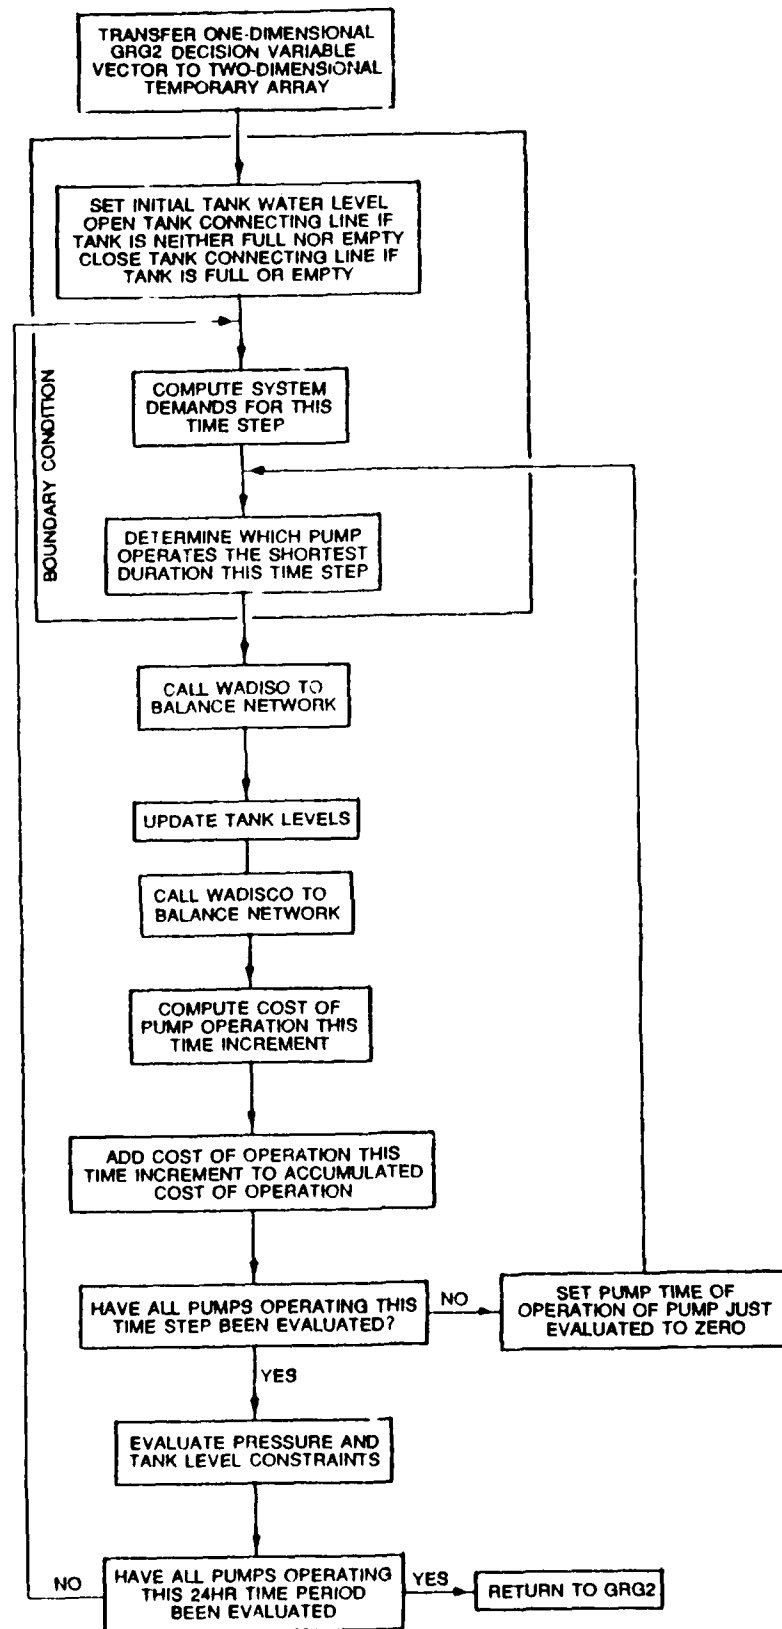 TRANSFER ONE-DIMENSIONAL
GRG2 DECISION VARIABLE
VECTOR TO TWO-DIMENSIONAL
TEMPORARY ARRAY
SET INITIAL TANK WATER LEVEL
OPEN TANK CONNECTING LINE IF
TANK IS NEITHER FULL NOR EMPTY
CLOSE TANK CONNECTING LINE IF
TANK IS FULL OR EMPTY
BOUNDARY CONDITION
COMPUTE SYSTEM
DEMANDS FOR THIS
TIME STEP
DETERMINE WHICH PUMP
OPERATES THE SHORTEST
DURATION THIS TIME STEP
CALL WADISO TO
BALANCE NETWORK
UPDATE TANK LEVELS
CALL WADISCO TO
BALANCE NETWORK
COMPUTE COST OF
PUMP OPERATION THIS
TIME INCREMENT
ADD COST OF OPERATION THIS
TIME INCREMENT TO ACCUMULATED
COST OF OPERATION
HAVE ALL PUMPS OPERATING THIS
TIME STEP BEEN EVALUATED?
NO
SET PUMP TIME OF
OPERATION OF PUMP JUST
EVALUATED TO ZERO
YES
EVALUATE PRESSURE AND
TANK LEVEL CONSTRAINTS
NO
HAVE ALL PUMPS OPERATING
THIS 24HR TIME PERIOD
BEEN EVALUATED
YES
RETURN TO GRG2